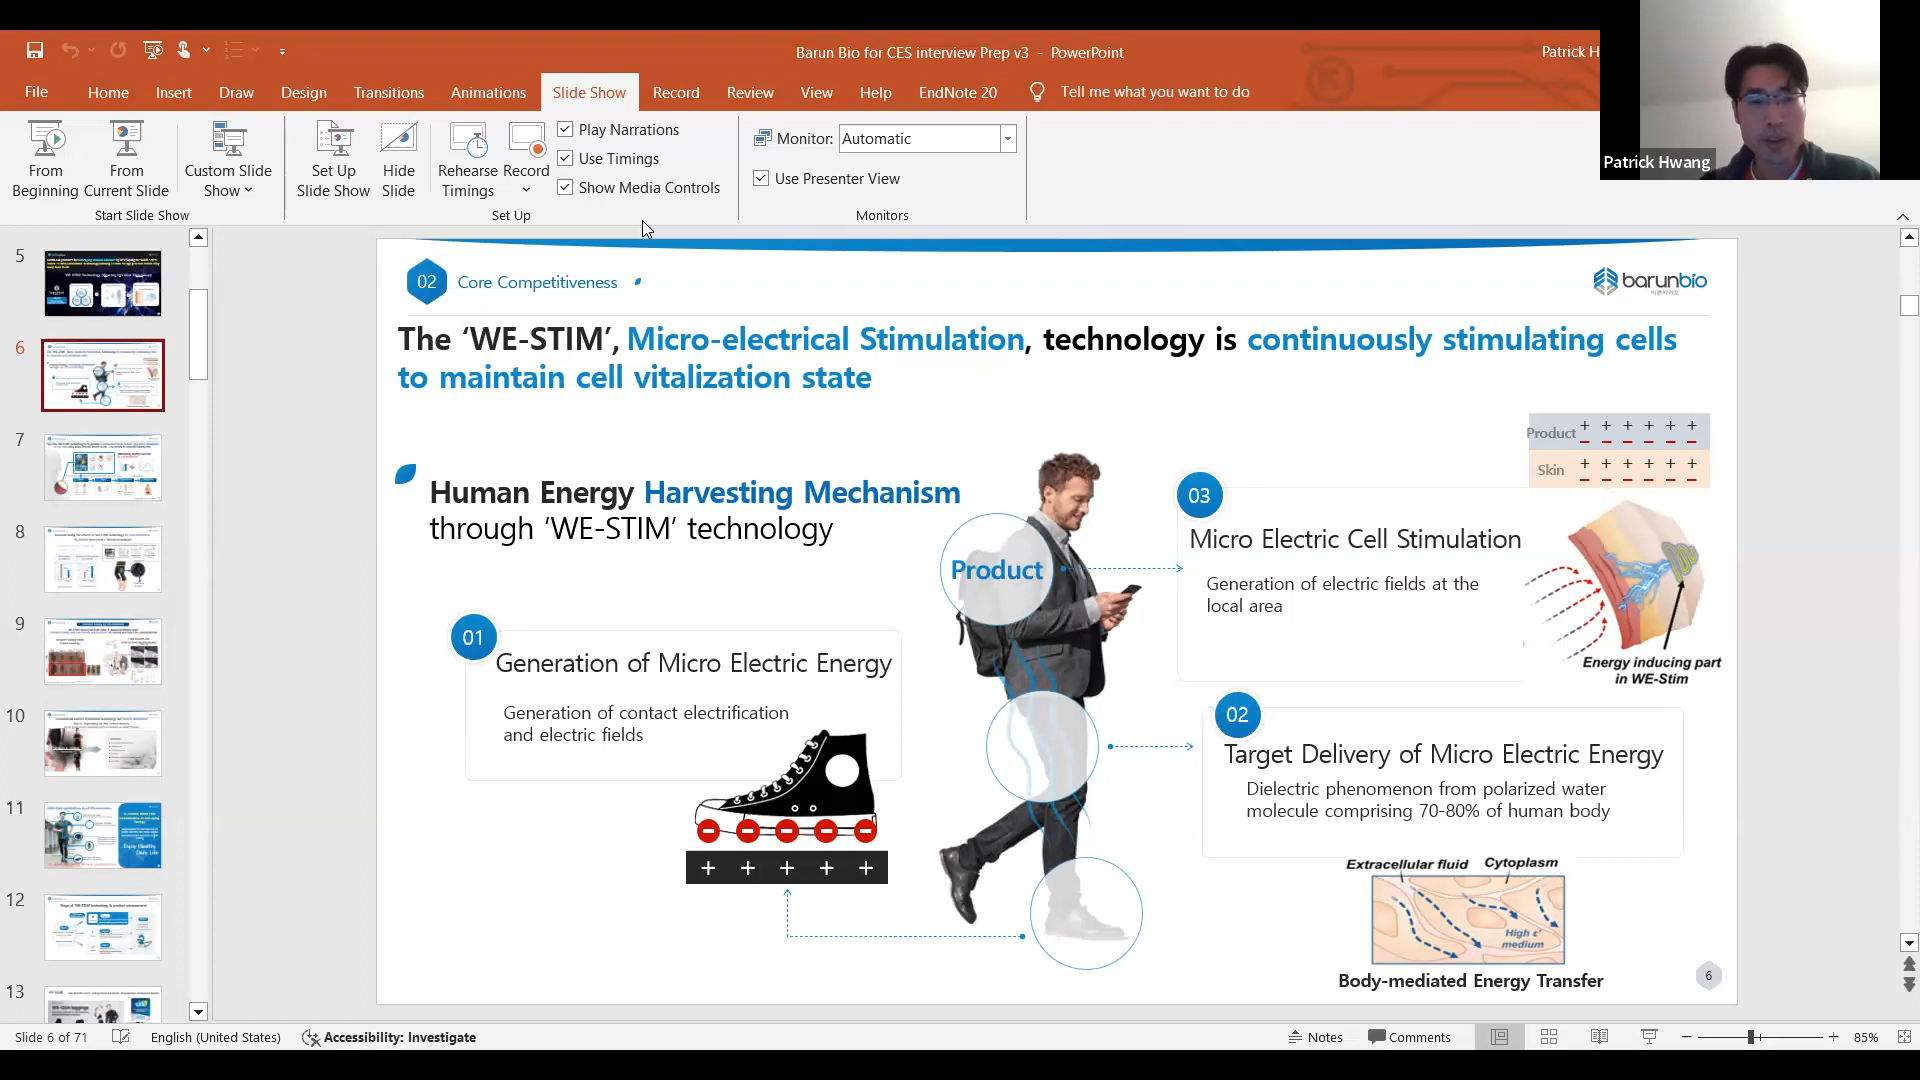 Barun Bio for CES interview Prep v3 - PowerPoint
Patrick H
File
Home
Insert
Draw
Design
Transitions
Animations
Slide Show
Record
Review
View
Help
EndNote 20
Tell me what you want to do
From Beginning
From Current Slide
Custom Slide Show
Start Slide Show
Set Up Slide Show
Hide Slide
Rehearse Timings
Record
Play Narrations
Use Timings
Show Media Controls
Set Up
Monitor: Automatic
Use Presenter View
Monitors
Patrick Hwang
5
6
7
8
9
10
11
12
13
02 Core Competitiveness
barunbio
바른바이오
The ‘WE-STIM’, Micro-electrical Stimulation, technology is continuously stimulating cells
to maintain cell vitalization state
Human Energy Harvesting Mechanism
through ‘WE-STIM’ technology
01
Generation of Micro Electric Energy
Generation of contact electrification
and electric fields
+ + + + +
Product
03
Micro Electric Cell Stimulation
Generation of electric fields at the
local area
Product + + + + + +
Skin + + + + + +
Energy inducing part
in WE-Stim
02
Target Delivery of Micro Electric Energy
Dielectric phenomenon from polarized water
molecule comprising 70-80% of human body
Extracellular fluid Cytoplasm
High ε'
medium
Body-mediated Energy Transfer
6
Slide 6 of 71
English (United States)
Accessibility: Investigate
Notes
Comments
85%